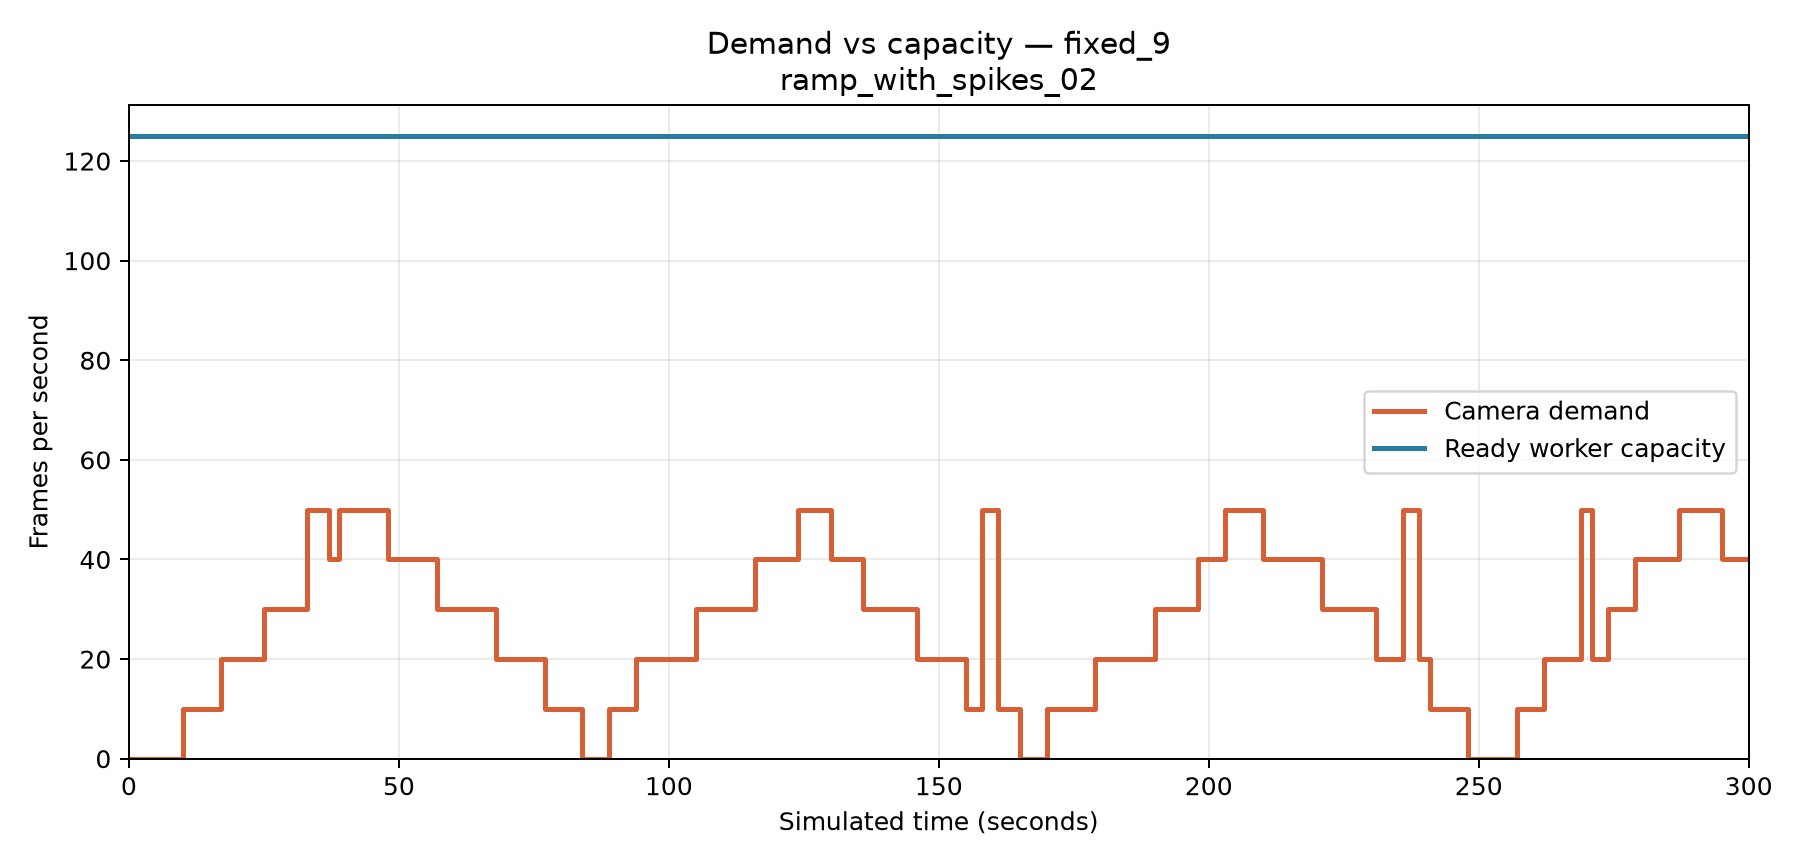 Demand vs capacity — fixed_9
ramp_with_spikes_02
Frames per second
120
100
80
60
40
20
0
Camera demand
Ready worker capacity
0 50 100 150 200 250 300
Simulated time (seconds)